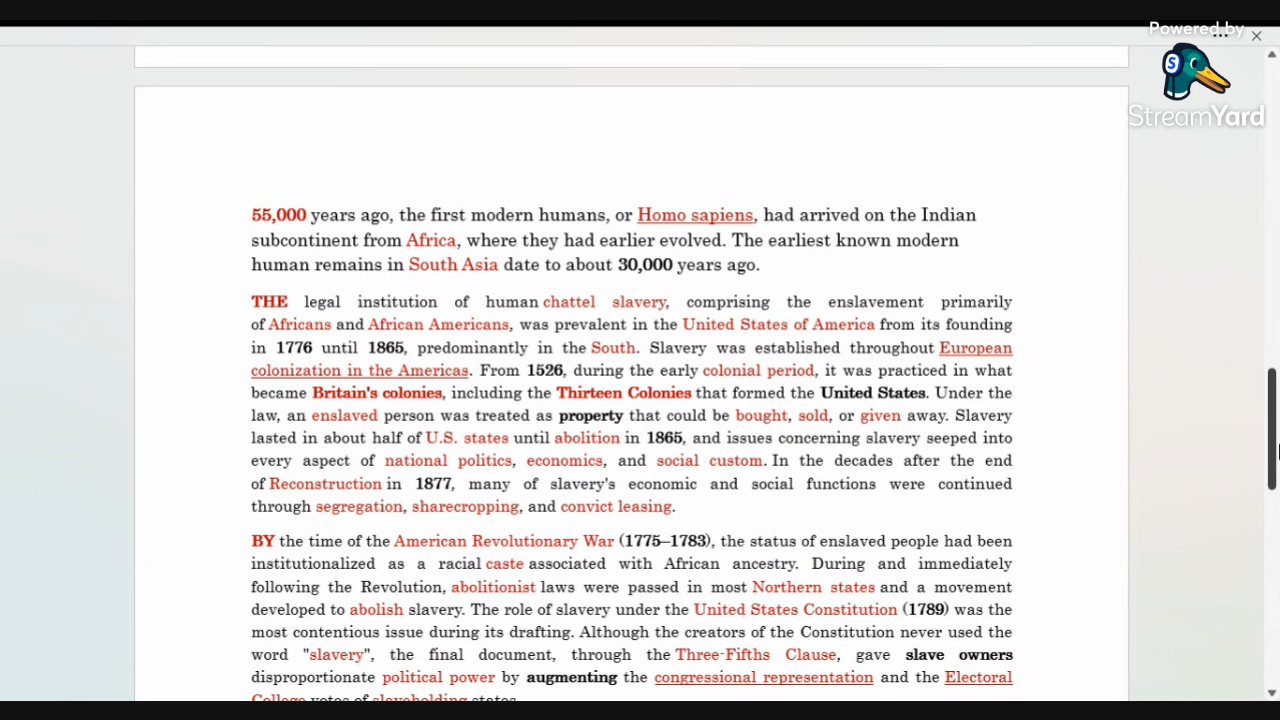 Powered by
StreamYard
55,000 years ago, the first modern humans, or Homo sapiens, had arrived on the Indian
subcontinent from Africa, where they had earlier evolved. The earliest known modern
human remains in South Asia date to about 30,000 years ago.
THE legal institution of human chattel slavery, comprising the enslavement primarily
of Africans and African Americans, was prevalent in the United States of America from its founding
in 1776 until 1865, predominantly in the South. Slavery was established throughout European
colonization in the Americas. From 1526, during the early colonial period, it was practiced in what
became Britain's colonies, including the Thirteen Colonies that formed the United States. Under the
law, an enslaved person was treated as property that could be bought, sold, or given away. Slavery
lasted in about half of U.S. states until abolition in 1865, and issues concerning slavery seeped into
every aspect of national politics, economics, and social custom. In the decades after the end
of Reconstruction in 1877, many of slavery's economic and social functions were continued
through segregation, sharecropping, and convict leasing.
BY the time of the American Revolutionary War (1775–1783), the status of enslaved people had been
institutionalized as a racial caste associated with African ancestry. During and immediately
following the Revolution, abolitionist laws were passed in most Northern states and a movement
developed to abolish slavery. The role of slavery under the United States Constitution (1789) was the
most contentious issue during its drafting. Although the creators of the Constitution never used the
word "slavery", the final document, through the Three-Fifths Clause, gave slave owners
disproportionate political power by augmenting the congressional representation and the Electoral
College votes of slaveholding states.